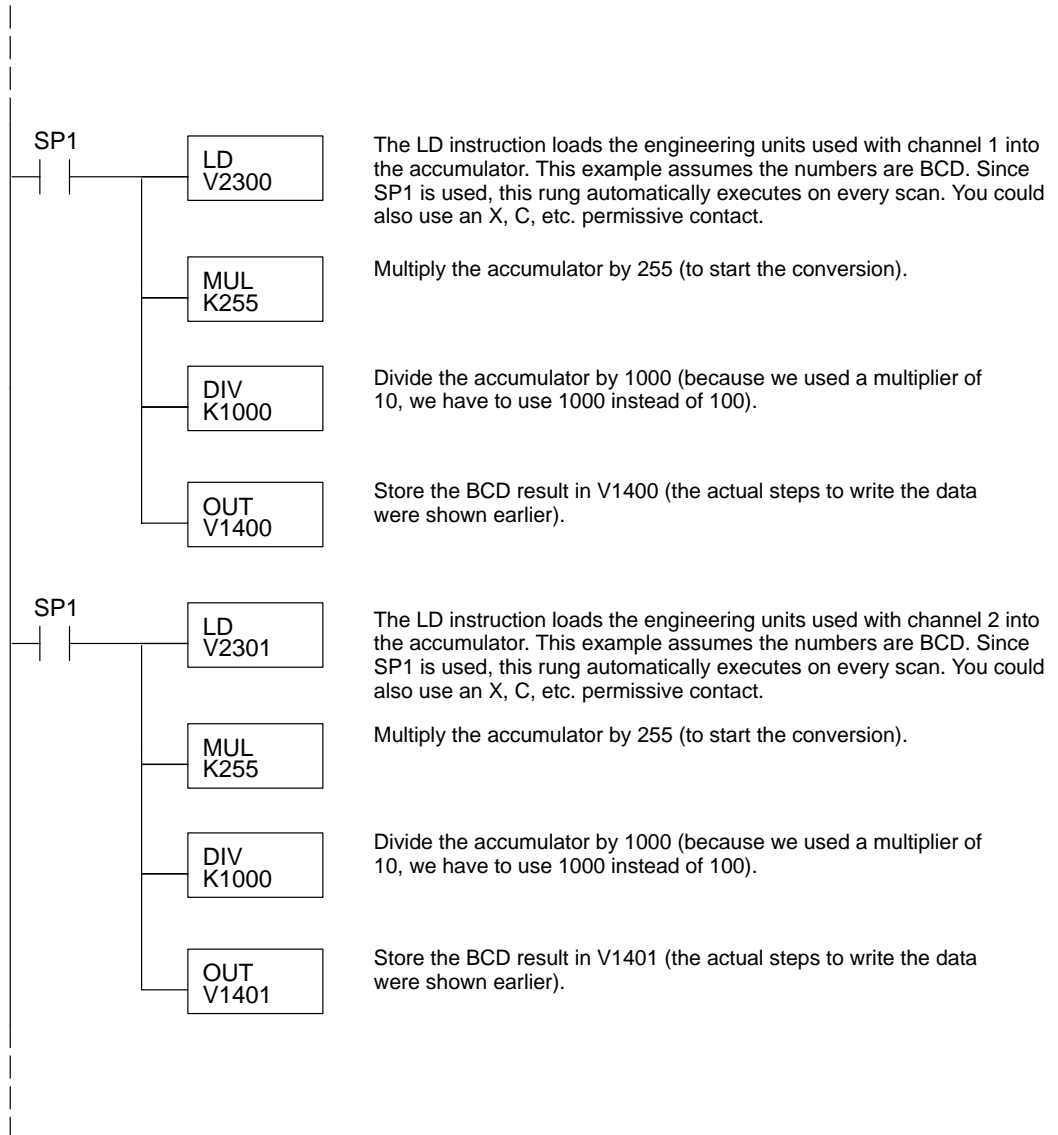 SP1
LD
V2300
The LD instruction loads the engineering units used with channel 1 into
the accumulator. This example assumes the numbers are BCD. Since
SP1 is used, this rung automatically executes on every scan. You could
also use an X, C, etc. permissive contact.
MUL
K255
Multiply the accumulator by 255 (to start the conversion).
DIV
K1000
Divide the accumulator by 1000 (because we used a multiplier of
10, we have to use 1000 instead of 100).
OUT
V1400
Store the BCD result in V1400 (the actual steps to write the data
were shown earlier).
SP1
LD
V2301
The LD instruction loads the engineering units used with channel 2 into
the accumulator. This example assumes the numbers are BCD. Since
SP1 is used, this rung automatically executes on every scan. You could
also use an X, C, etc. permissive contact.
MUL
K255
Multiply the accumulator by 255 (to start the conversion).
DIV
K1000
Divide the accumulator by 1000 (because we used a multiplier of
10, we have to use 1000 instead of 100).
OUT
V1401
Store the BCD result in V1401 (the actual steps to write the data
were shown earlier).